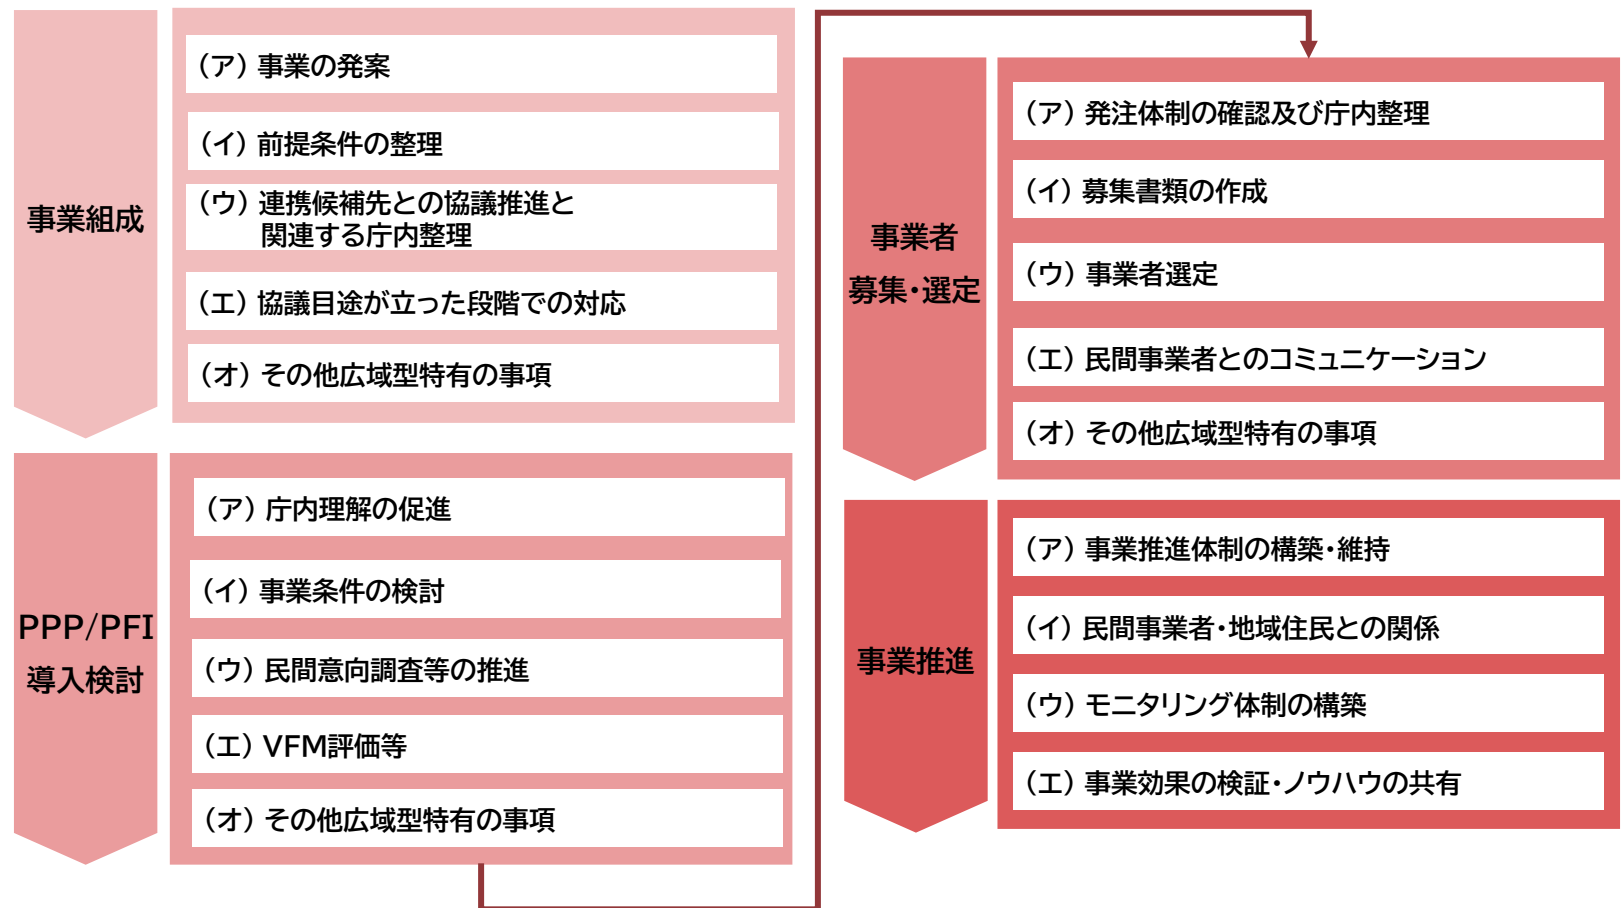 事業組成
（ア）事業の発案
（イ）前提条件の整理
（ウ）連携候補先との協議推進と
関連する庁内整理
（エ）協議目途が立った段階での対応
（オ）その他広域型特有の事項
PPP/PFI
導入検討
（ア）庁内理解の促進
（イ）事業条件の検討
（ウ）民間意向調査等の推進
（エ）VFM評価等
（オ）その他広域型特有の事項
事業者
募集・選定
（ア）発注体制の確認及び庁内整理
（イ）募集書類の作成
（ウ）事業者選定
（エ）民間事業者とのコミュニケーション
（オ）その他広域型特有の事項
事業推進
（ア）事業推進体制の構築・維持
（イ）民間事業者・地域住民との関係
（ウ）モニタリング体制の構築
（エ）事業効果の検証・ノウハウの共有